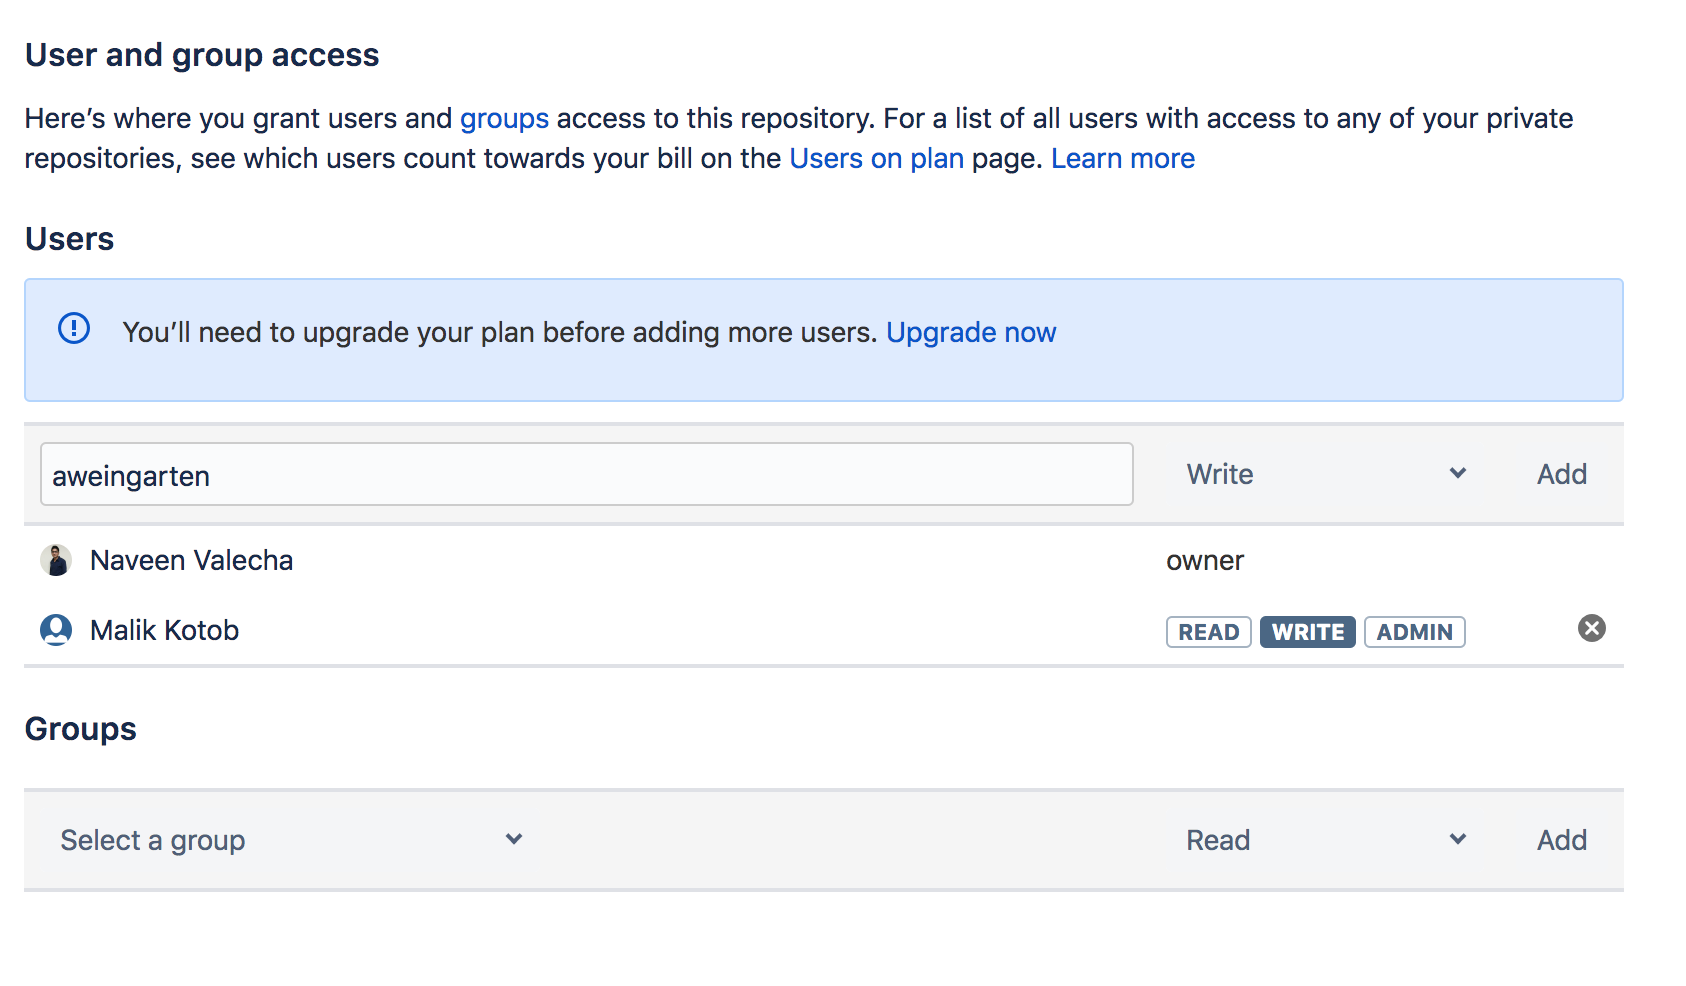 User and group access
Here’s where you grant users and groups access to this repository. For a list of all users with access to any of your private
repositories, see which users count towards your bill on the Users on plan page. Learn more
Users
You’ll need to upgrade your plan before adding more users. Upgrade now
aweingarten Write Add
Naveen Valecha owner
Malik Kotob READ WRITE ADMIN
Groups
Select a group Read Add